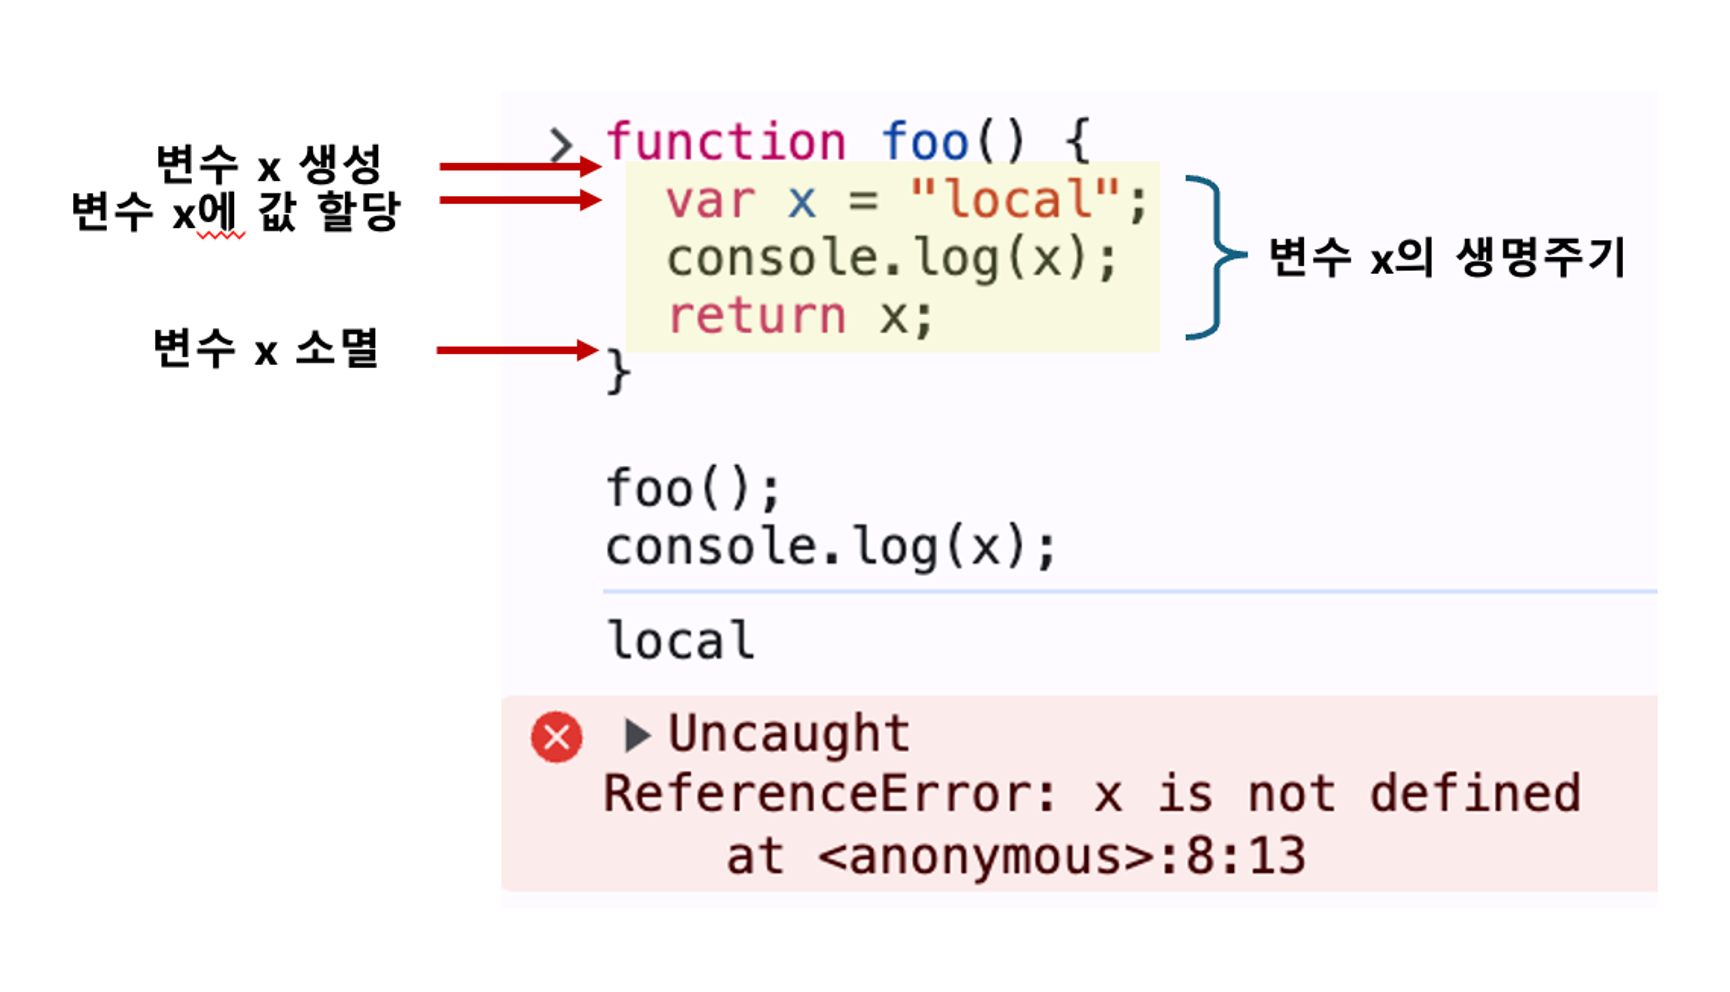 변수 x 생성
변수 x에 값 할당
변수 x 소멸
> function foo() {
var x = "local";
console.log(x);
return x;
}
변수 x의 생명주기
foo();
console.log(x);
local
Uncaught
ReferenceError: x is not defined
at <anonymous>:8:13